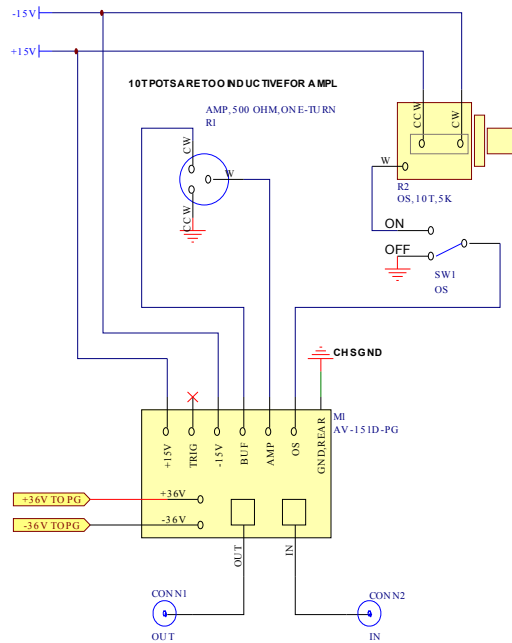 -15V
+15V
10T POTS ARE TOO INDUCTIVE FOR AMPL
AMP, 500 OHM, ONE-TURN
R1
CW
W
CCW
CCW
CW
W
R2
OS, 10T, 5K
ON
OFF
SW1
OS
CHSGND
M1
AV-151D-PG
+15V
TRIG
-15V
BUF
AMP
OS
GND,REAR
+36V TO PG
+36V
-36V TO PG
-36V
OUT
IN
CONN1
OUT
CONN2
IN